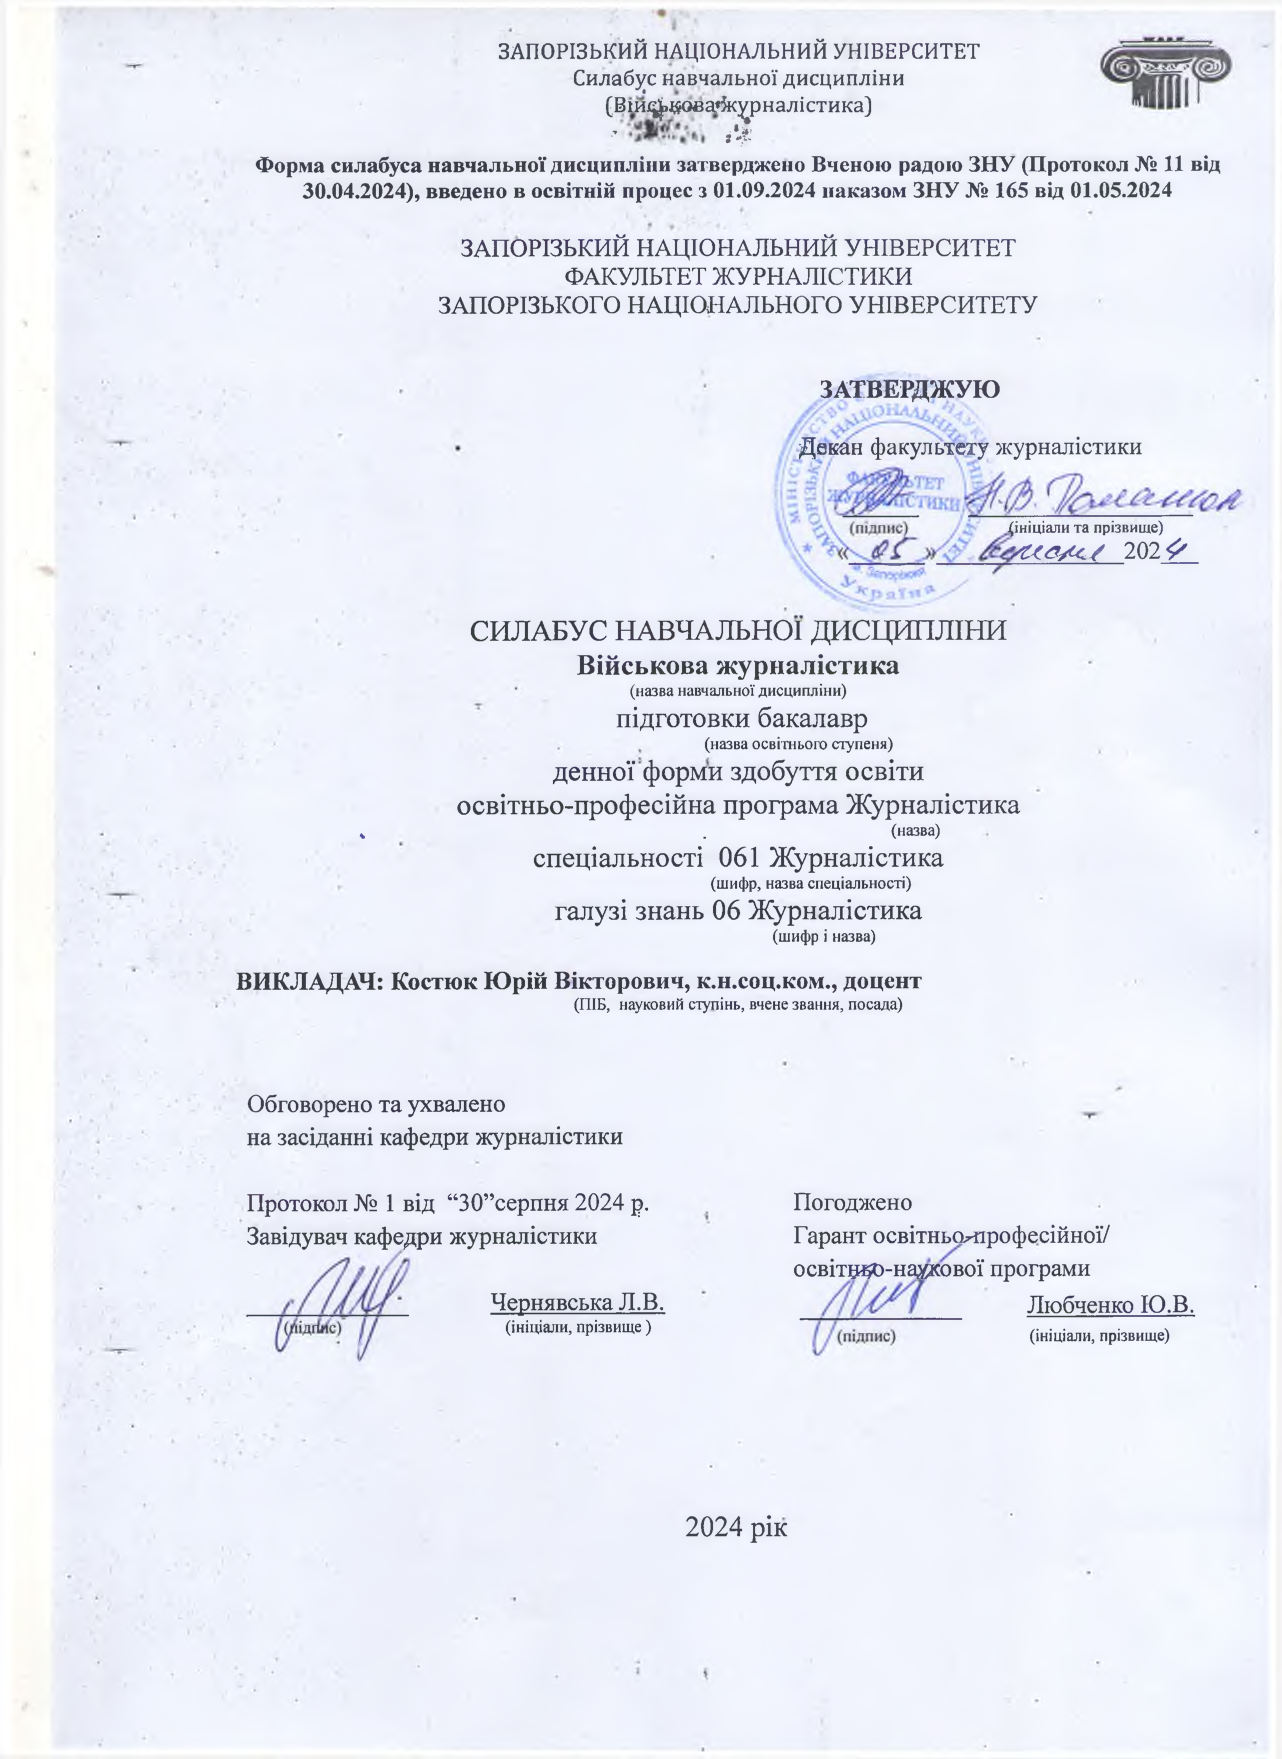 ЗАПОРІЗЬКИЙ НАЦІОНАЛЬНИЙ УНІВЕРСИТЕТ
Силабус навчальної дисципліни
(Військова журналістика)
Форма силабуса навчальної дисципліни затверджено Вченою радою ЗНУ (Протокол № 11 від
30.04.2024), введено в освітній процес з 01.09.2024 наказом ЗНУ № 165 від 01.05.2024
ЗАПОРІЗЬКИЙ НАЦІОНАЛЬНИЙ УНІВЕРСИТЕТ
ФАКУЛЬТЕТ ЖУРНАЛІСТИКИ
ЗАПОРІЗЬКОГО НАЦІОНАЛЬНОГО УНІВЕРСИТЕТУ
ЗАТВЕРДЖУЮ
Декан факультету журналістики
ФАКУЛЬТЕТ
ЖУРНАЛІСТИКИ
Н.В. Романюк
(підпис) (ініціали та прізвище)
« 05 » вересня 2024
м. Запоріжжя
Україна
СИЛАБУС НАВЧАЛЬНОЇ ДИСЦИПЛІНИ
Військова журналістика
(назва навчальної дисципліни)
підготовки бакалавр
(назва освітнього ступеня)
денної форми здобуття освіти
освітньо-професійна програма Журналістика
(назва)
спеціальності 061 Журналістика
(шифр, назва спеціальності)
галузі знань 06 Журналістика
(шифр і назва)
ВИКЛАДАЧ: Костюк Юрій Вікторович, к.н.соц.ком., доцент
(ПІБ, науковий ступінь, вчене звання, посада)
Обговорено та ухвалено
на засіданні кафедри журналістики
Протокол № 1 від “30”серпня 2024 р.
Завідувач кафедри журналістики
Чернявська Л.В.
(підпис) (ініціали, прізвище )
Погоджено
Гарант освітньо-професійної/
освітньо-наукової програми
Любченко Ю.В.
(підпис) (ініціали, прізвище)
2024 рік